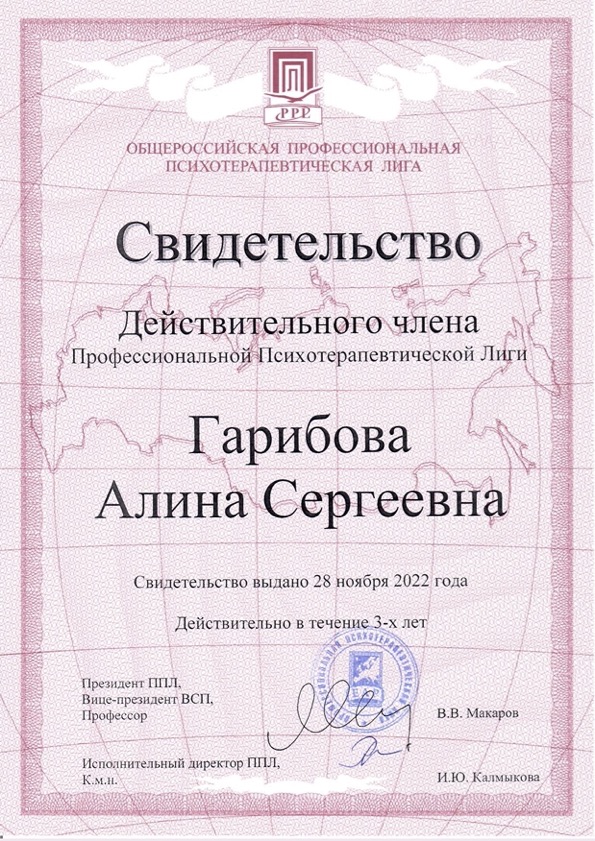 РРР
ОБЩЕРОССИЙСКАЯ ПРОФЕССИОНАЛЬНАЯ
ПСИХОТЕРАПЕВТИЧЕСКАЯ ЛИГА
Свидетельство
Действительного члена
Профессиональной Психотерапевтической Лиги
Гарибова
Алина Сергеевна
Свидетельство выдано 28 ноября 2022 года
Действительно в течение 3-х лет
Президент ППЛ,
Вице-президент ВСП,
Профессор
В.В. Макаров
Исполнительный директор ППЛ,
К.м.н.
И.Ю. Калмыкова